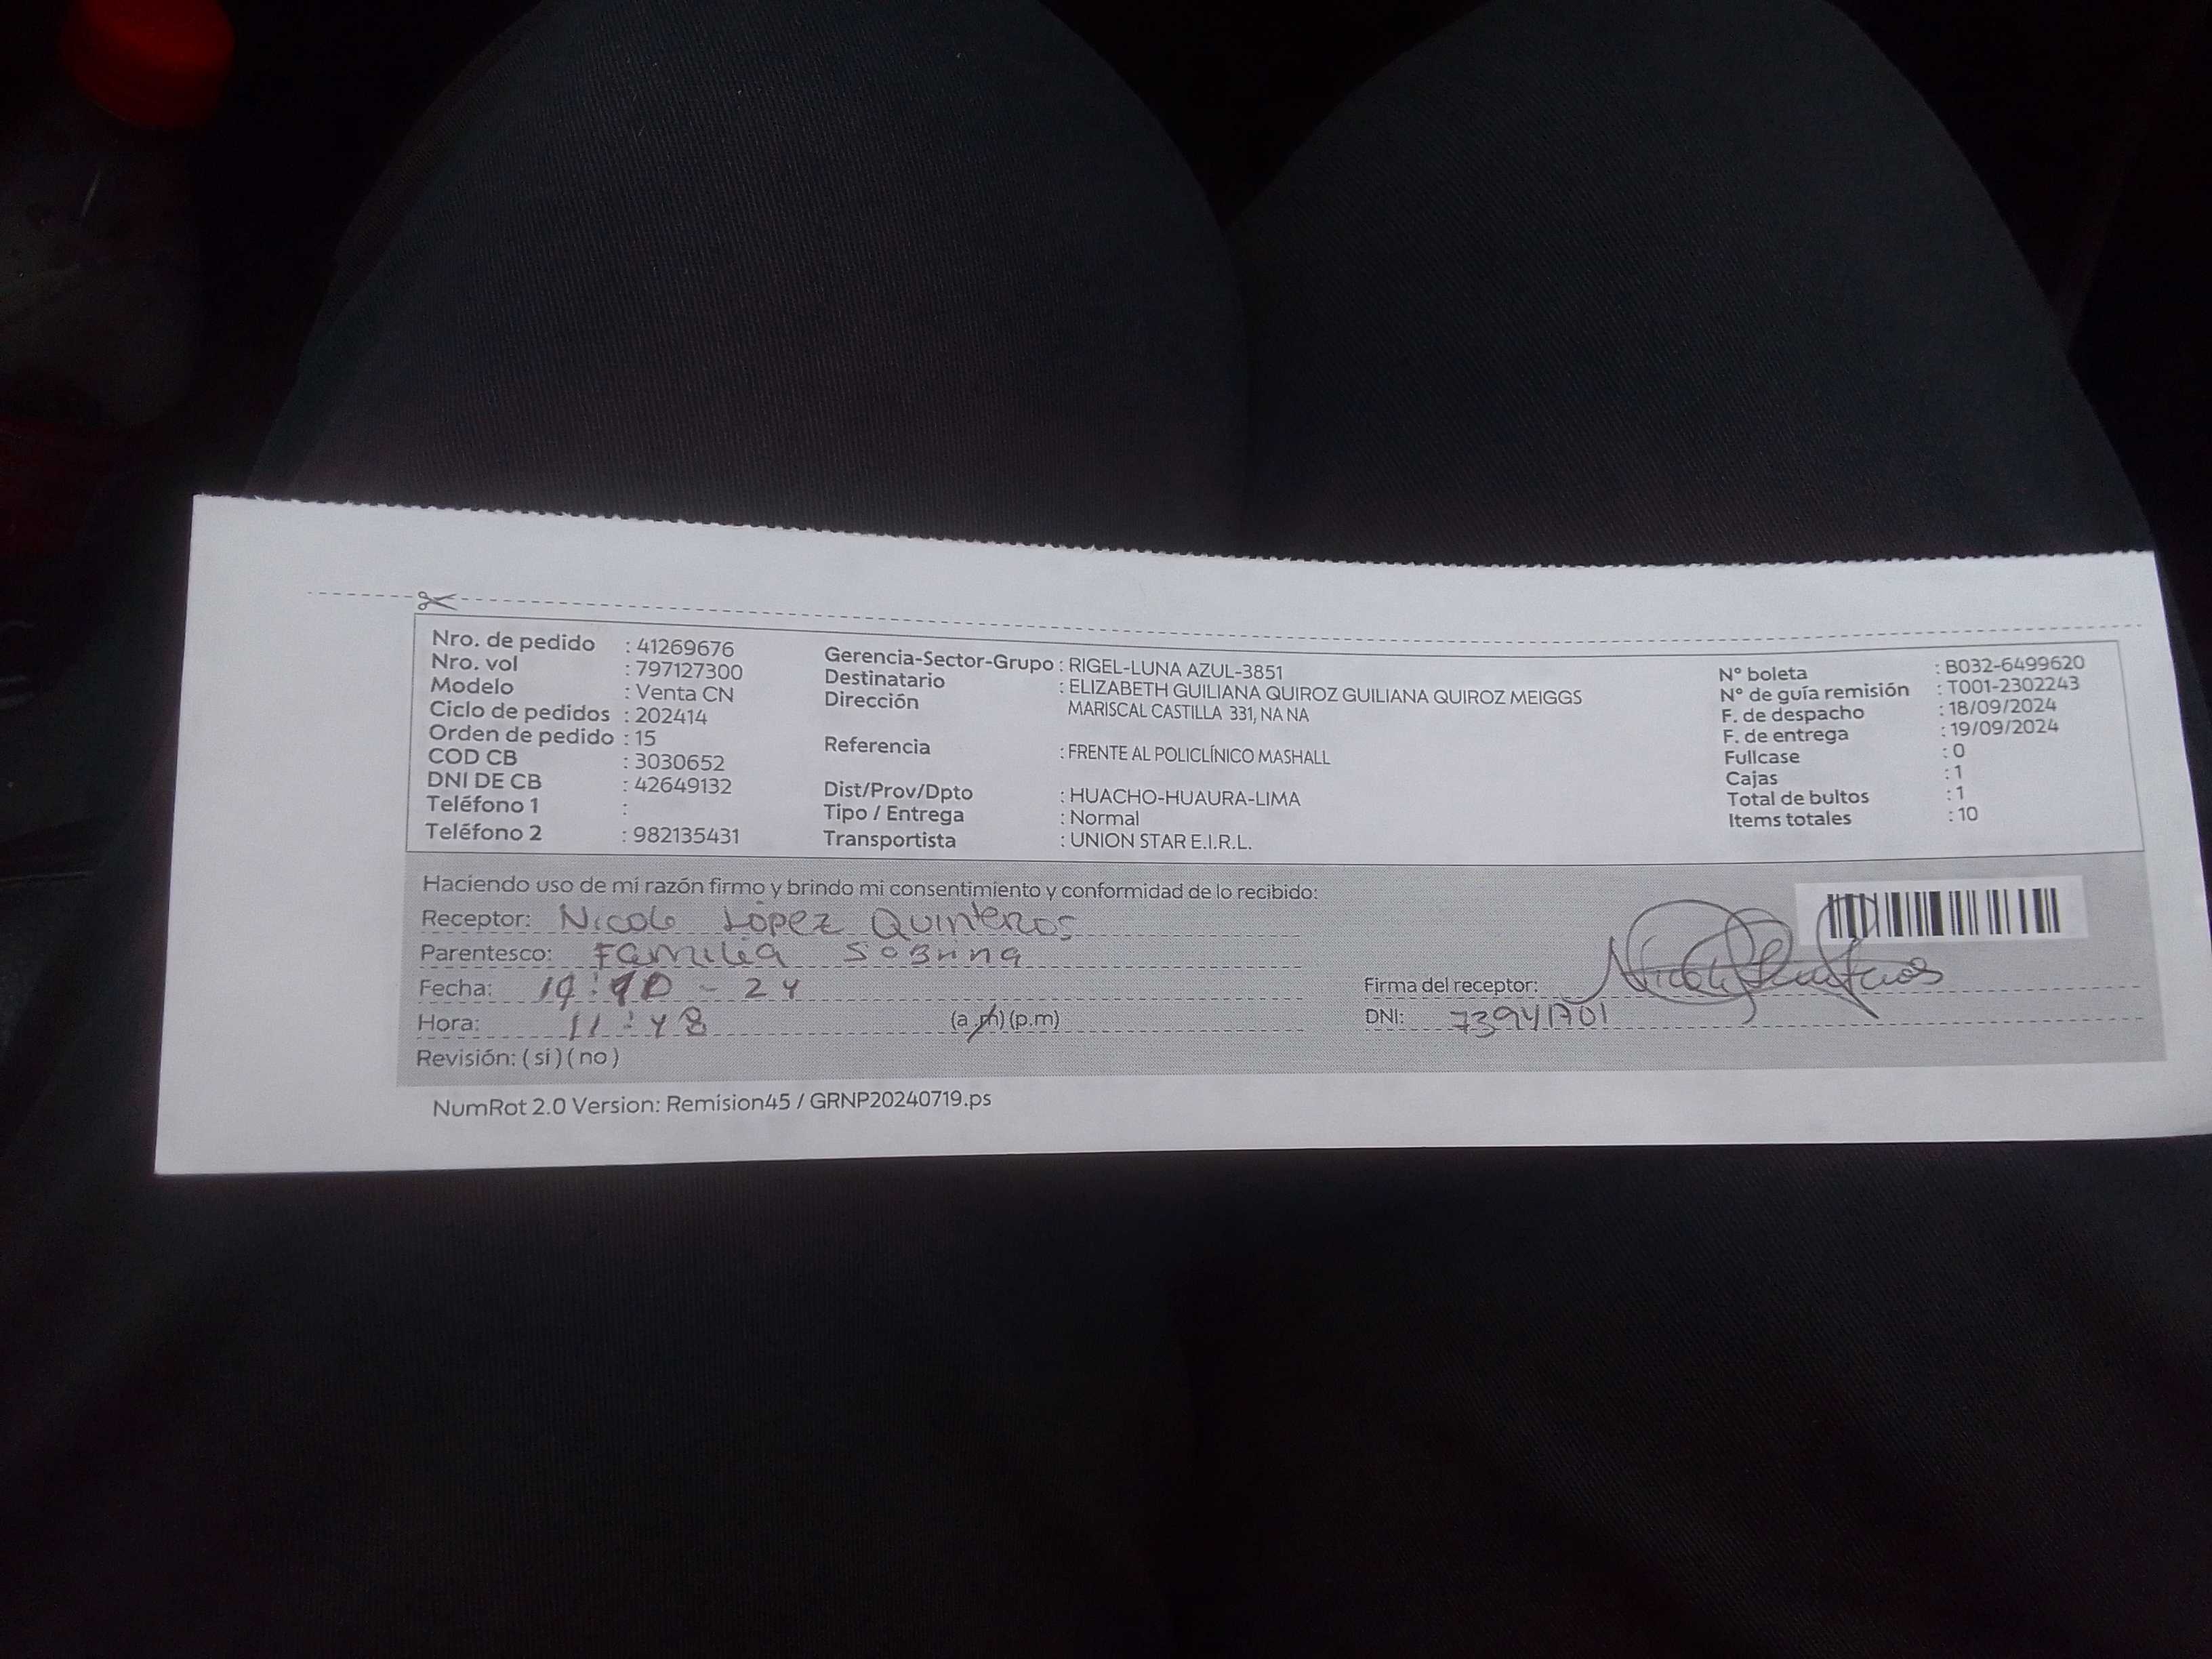 Nro. de pedido : 41269676
Nro. vol : 797127300
Modelo : Venta CN
Ciclo de pedidos : 202414
Orden de pedido : 15
COD CB : 3030652
DNI DE CB : 42649132
Teléfono 1 :
Teléfono 2 : 982135431
Gerencia-Sector-Grupo : RIGEL-LUNA AZUL-3851
Destinatario : ELIZABETH GUILIANA QUIROZ GUILIANA QUIROZ MEIGGS
Dirección MARISCAL CASTILLA 331, NA NA
Referencia : FRENTE AL POLICLÍNICO MASHALL
Dist/Prov/Dpto : HUACHO-HUAURA-LIMA
Tipo / Entrega : Normal
Transportista : UNION STAR E.I.R.L.
N° boleta : B032-6499620
N° de guía remisión : T001-2302243
F. de despacho : 18/09/2024
F. de entrega : 19/09/2024
Fullcase : 0
Cajas : 1
Total de bultos : 1
Items totales : 10
Haciendo uso de mi razón firmo y brindo mi consentimiento y conformidad de lo recibido:
Receptor: Nicole López Quinteros
Parentesco: Familia Sobrina
Fecha: - 24
Hora: 11:48 (a.m) (p.m)
Revisión: (si) (no)
Firma del receptor:
DNI: 73941701
NumRot 2.0 Version: Remision45 / GRNP20240719.ps